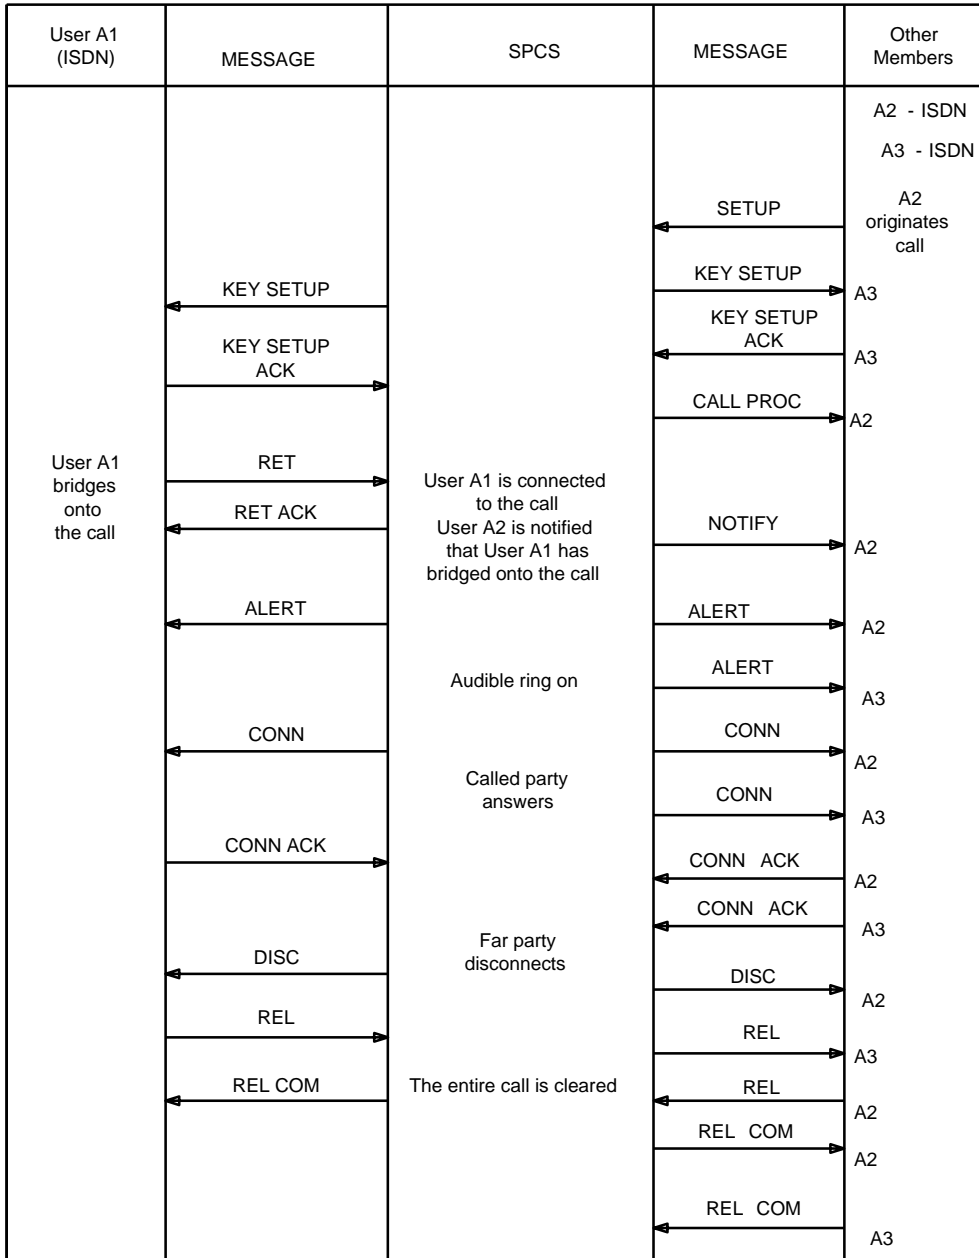 User A1
(ISDN)
MESSAGE
SPCS
MESSAGE
Other
Members
A2 - ISDN
A3 - ISDN
SETUP
A2
originates
call
KEY SETUP
KEY SETUP
A3
KEY SETUP
ACK
KEY SETUP
ACK
A3
CALL PROC
A2
User A1
bridges
onto
the call
RET
RET ACK
User A1 is connected
to the call
User A2 is notified
that User A1 has
bridged onto the call
NOTIFY
A2
ALERT
ALERT
A2
Audible ring on
ALERT
A3
CONN
CONN
A2
Called party
answers
CONN
A3
CONN ACK
CONN ACK
A2
CONN ACK
A3
Far party
disconnects
DISC
DISC
A2
REL
REL
A3
REL COM
The entire call is cleared
REL
A2
REL COM
A2
REL COM
A3